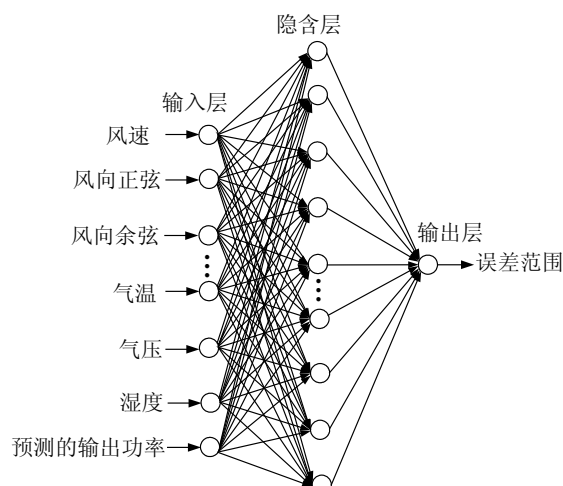 隐含层
输入层
风速
风向正弦
风向余弦
气温
气压
湿度
预测的输出功率
输出层
误差范围